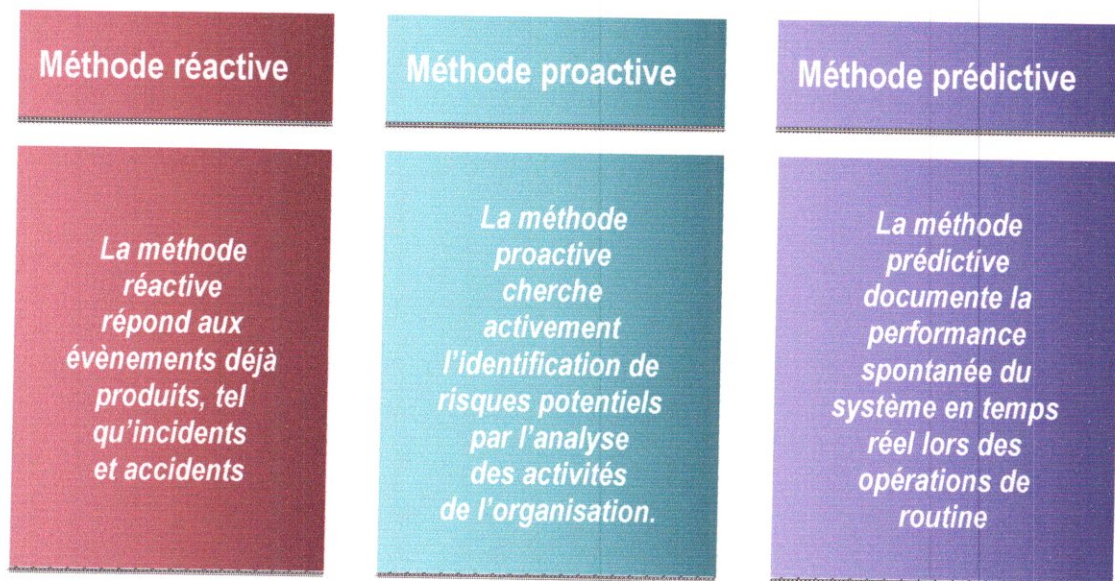 Méthode réactive
La méthode
réactive
répond aux
évènements déjà
produits, tel
qu'incidents
et accidents
Méthode proactive
La méthode
proactive
cherche
activement
l'identification de
risques potentiels
par l'analyse
des activités
de l'organisation.
Méthode prédictive
La méthode
prédictive
documente la
performance
spontanée du
système en temps
réel lors des
opérations de
routine